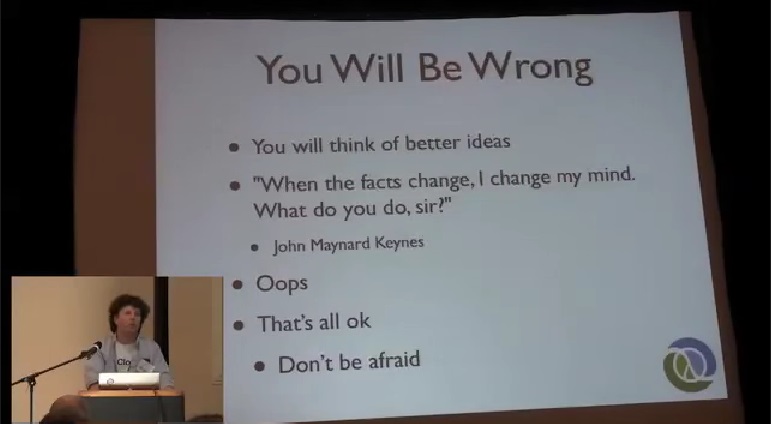 You Will Be Wrong
• You will think of better ideas
• "When the facts change, I change my mind.
What do you do, sir?"
• John Maynard Keynes
• Oops
• That's all ok
• Don't be afraid
Clo